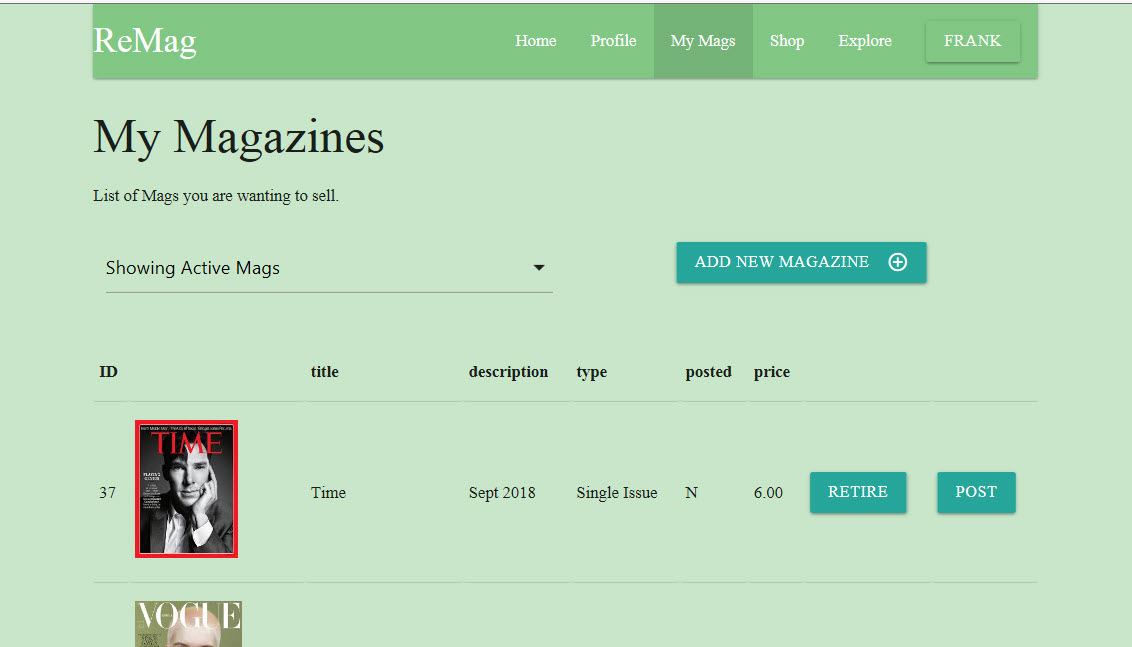 ReMag Home Profile My Mags Shop Explore FRANK
My Magazines
List of Mags you are wanting to sell.
Showing Active Mags ADD NEW MAGAZINE
ID title description type posted price
TIME
37 Time Sept 2018 Single Issue N 6.00 RETIRE POST
VOGUE